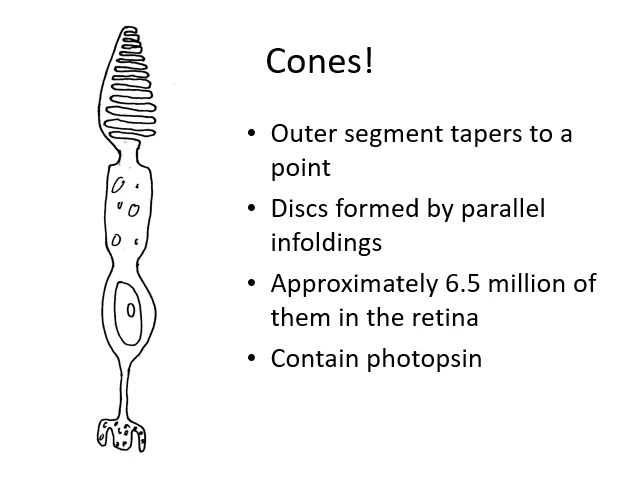 Cones!
• Outer segment tapers to a
point
• Discs formed by parallel
infoldings
• Approximately 6.5 million of
them in the retina
• Contain photopsin